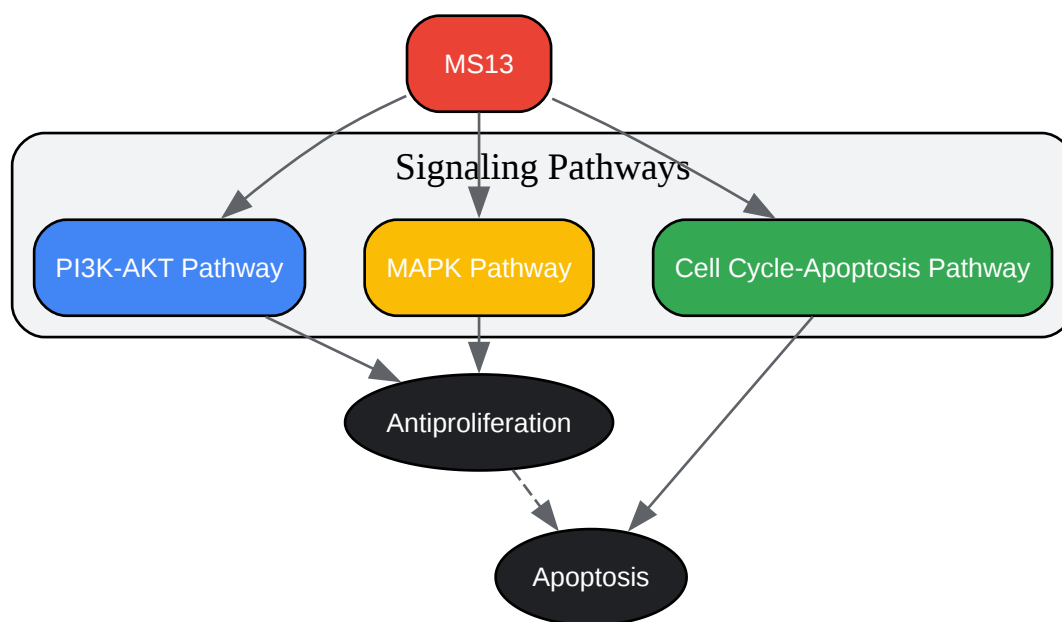 MS13
Signaling Pathways
PI3K-AKT Pathway
MAPK Pathway
Cell Cycle-Apoptosis Pathway
Antiproliferation
Apoptosis